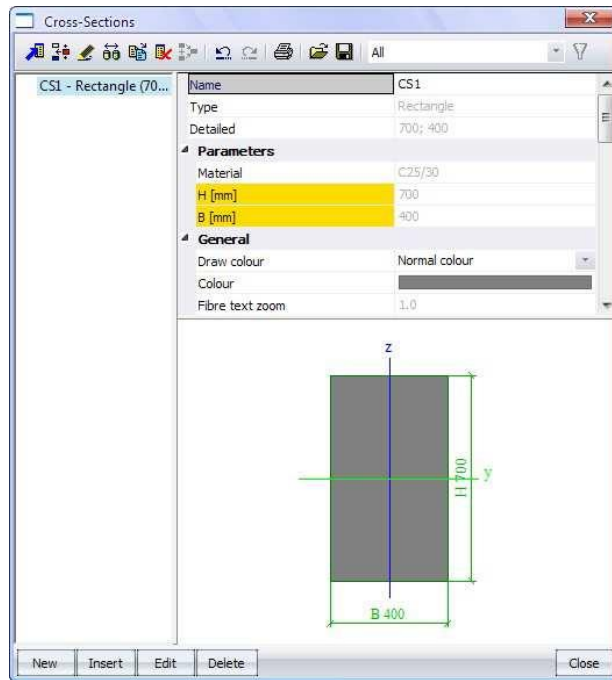 Cross-Sections
All
CS1 - Rectangle (70...
Name CS1
Type Rectangle
Detailed 700; 400
Parameters
Material C25/30
H [mm] 700
B [mm] 400
General
Draw colour Normal colour
Colour
Fibre text zoom 1.0
z
H 700
y
B 400
New Insert Edit Delete Close